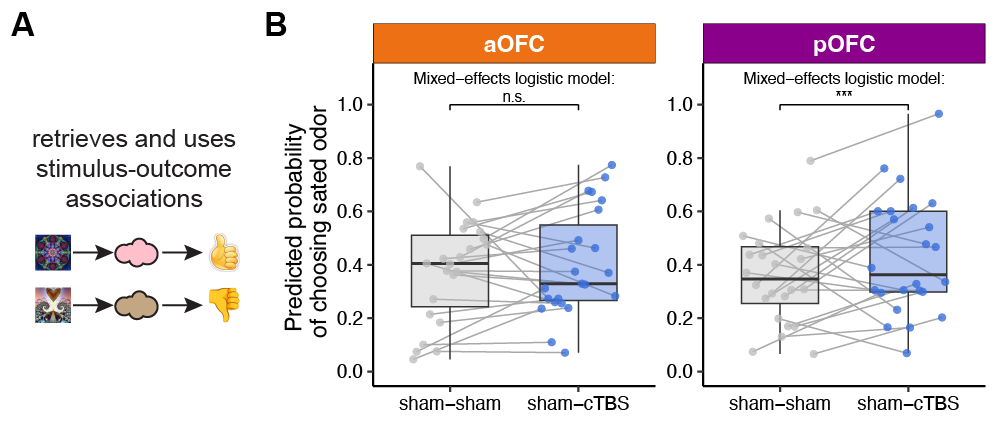 A
retrieves and uses
stimulus-outcome
associations
B
Predicted probability
of choosing sated odor
aOFC
Mixed−effects logistic model:
n.s.
1.0
0.8
0.6
0.4
0.2
0.0
sham−sham
sham−cTBS
pOFC
Mixed−effects logistic model:
***
1.0
0.8
0.6
0.4
0.2
0.0
sham−sham
sham−cTBS